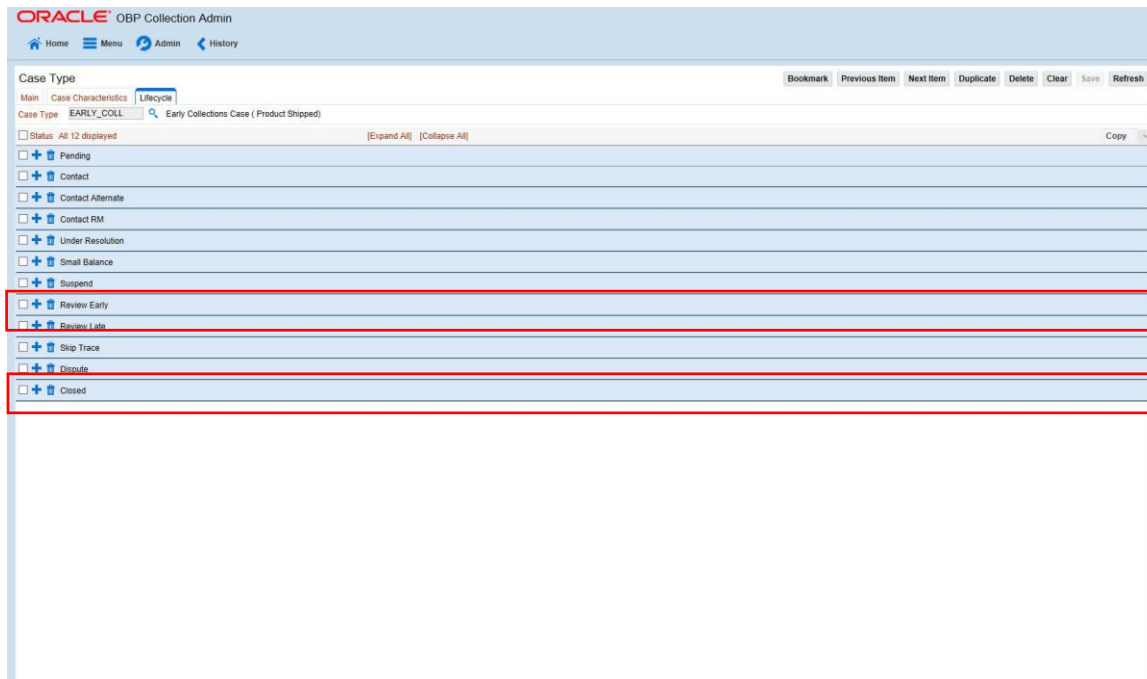 ORACLE® OBP Collection Admin
Home Menu Admin History
Case Type Bookmark Previous Item Next Item Duplicate Delete Clear Save Refresh
Main Case Characteristics Lifecycle
Case Type EARLY_COLL Early Collections Case ( Product Shipped)
Status All 12 displayed [Expand All] [Collapse All] Copy
Pending
Contact
Contact Alternate
Contact RM
Under Resolution
Small Balance
Suspend
Review Early
Review Late
Skip Trace
Dispute
Closed